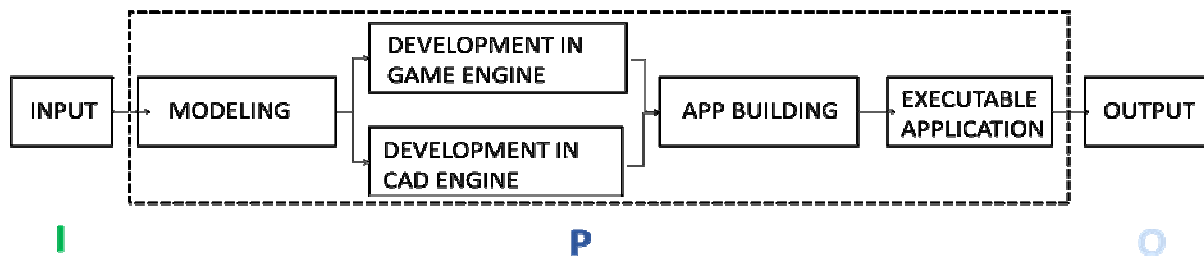 INPUT
MODELING
DEVELOPMENT IN
GAME ENGINE
DEVELOPMENT IN
CAD ENGINE
APP BUILDING
EXECUTABLE
APPLICATION
OUTPUT
I
P
O